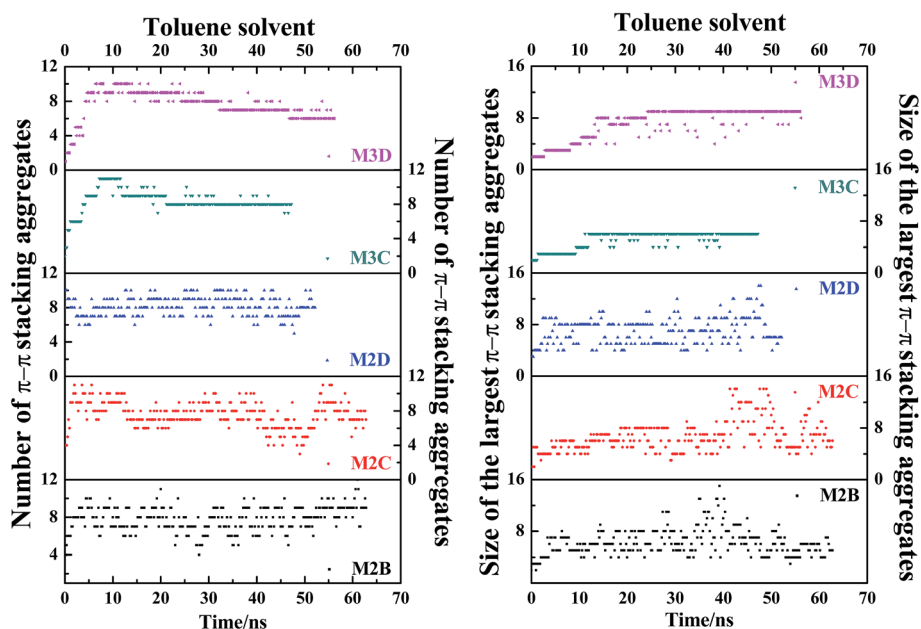 Toluene solvent
0 10 20 30 40 50 60 70
Number of π–π stacking aggregates
12
8
4
0
M3D
12
8
4
0
M3C
12
8
4
0
M2D
12
8
4
0
M2C
12
8
4
M2B
Number of π–π stacking aggregates
0 10 20 30 40 50 60 70
Time/ns
Toluene solvent
0 10 20 30 40 50 60 70
Size of the largest π–π stacking aggregates
16
8
0
M3D
16
8
0
M3C
16
8
0
M2D
16
8
0
M2C
16
8
M2B
Size of the largest π–π stacking aggregates
0 10 20 30 40 50 60 70
Time/ns